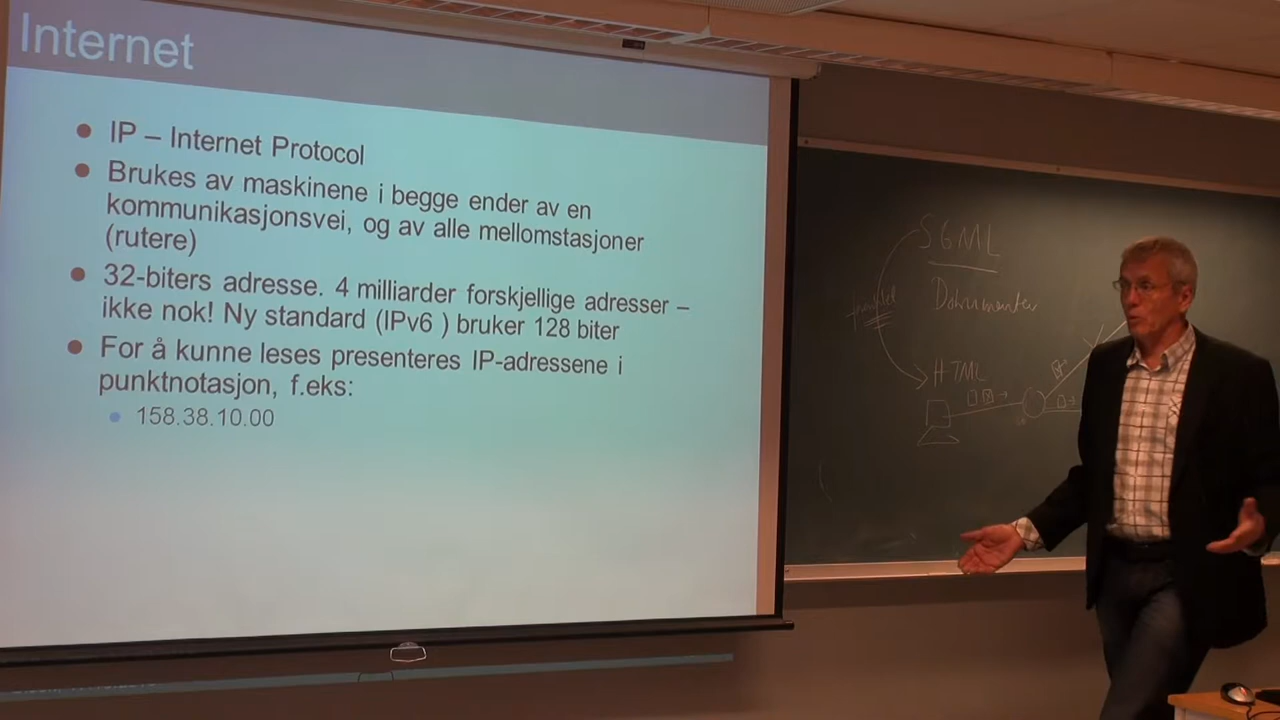 Internet
IP – Internet Protocol
Brukes av maskinene i begge ender av en
kommunikasjonsvei, og av alle mellomstasjoner
(rutere)
32-biters adresse. 4 milliarder forskjellige adresser –
ikke nok! Ny standard (IPv6 ) bruker 128 biter
For å kunne leses presenteres IP-adressene i
punktnotasjon, f.eks:
158.38.10.00
SGML
Dokumenter
HTML